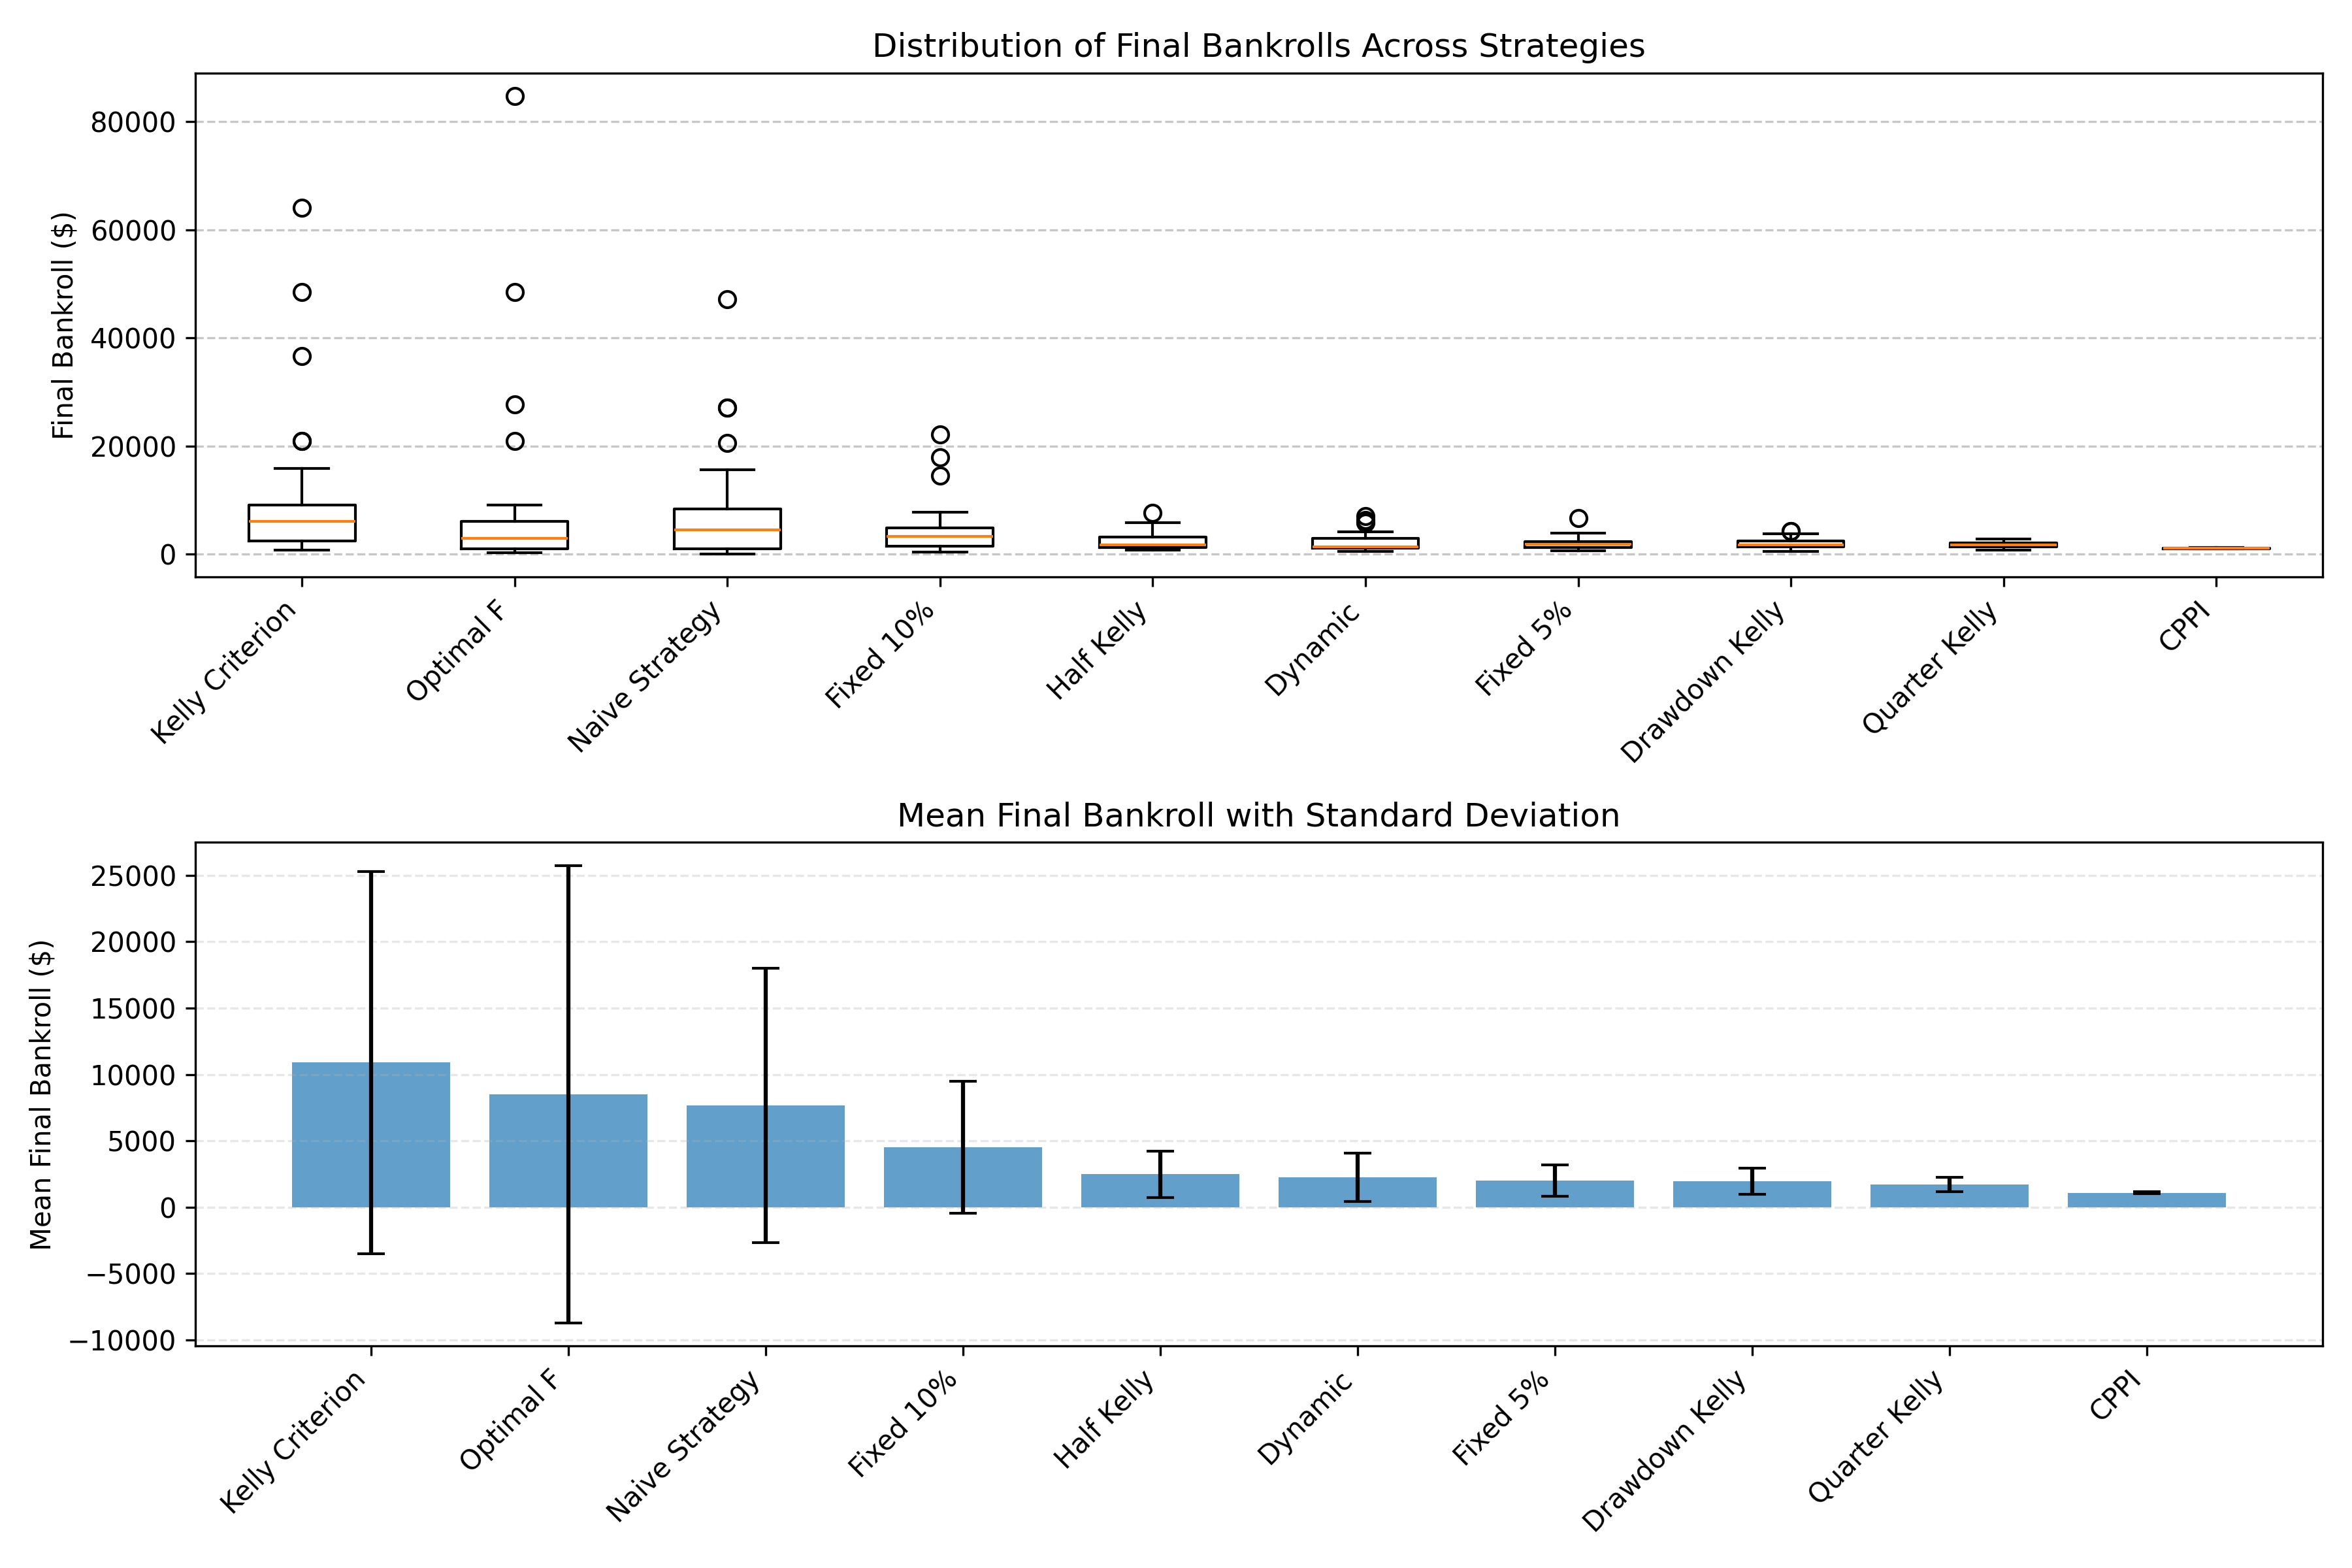 Distribution of Final Bankrolls Across Strategies
Final Bankroll ($)
80000
60000
40000
20000
0
Kelly Criterion
Optimal F
Naive Strategy
Fixed 10%
Half Kelly
Dynamic
Fixed 5%
Drawdown Kelly
Quarter Kelly
CPPI
Mean Final Bankroll with Standard Deviation
Mean Final Bankroll ($)
25000
20000
15000
10000
5000
0
−5000
−10000
Kelly Criterion
Optimal F
Naive Strategy
Fixed 10%
Half Kelly
Dynamic
Fixed 5%
Drawdown Kelly
Quarter Kelly
CPPI